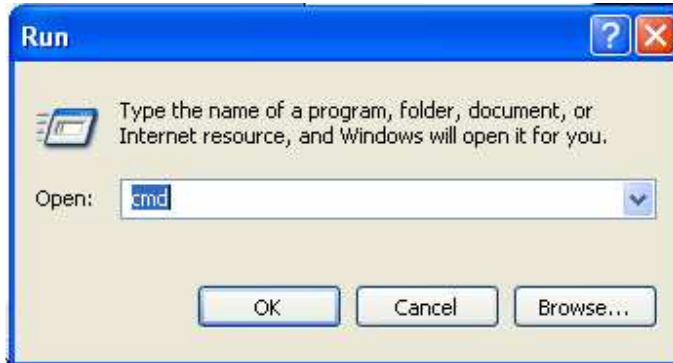 Run
Type the name of a program, folder, document, or
Internet resource, and Windows will open it for you.
Open: cmd
OK Cancel Browse...